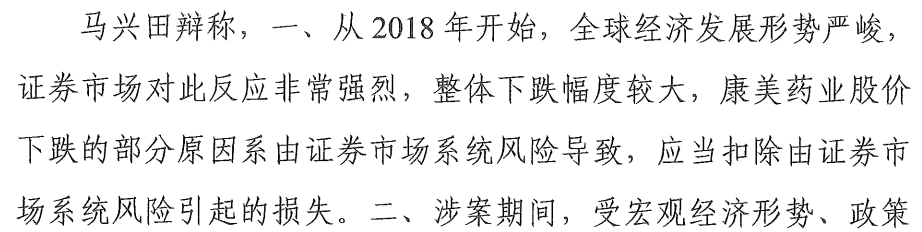 马兴田辩称，一、从 2018 年开始，全球经济发展形势严峻，
证券市场对此反应非常强烈，整体下跌幅度较大，康美药业股价
下跌的部分原因系由证券市场系统风险导致，应当扣除由证券市
场系统风险引起的损失。二、涉案期间，受宏观经济形势、政策